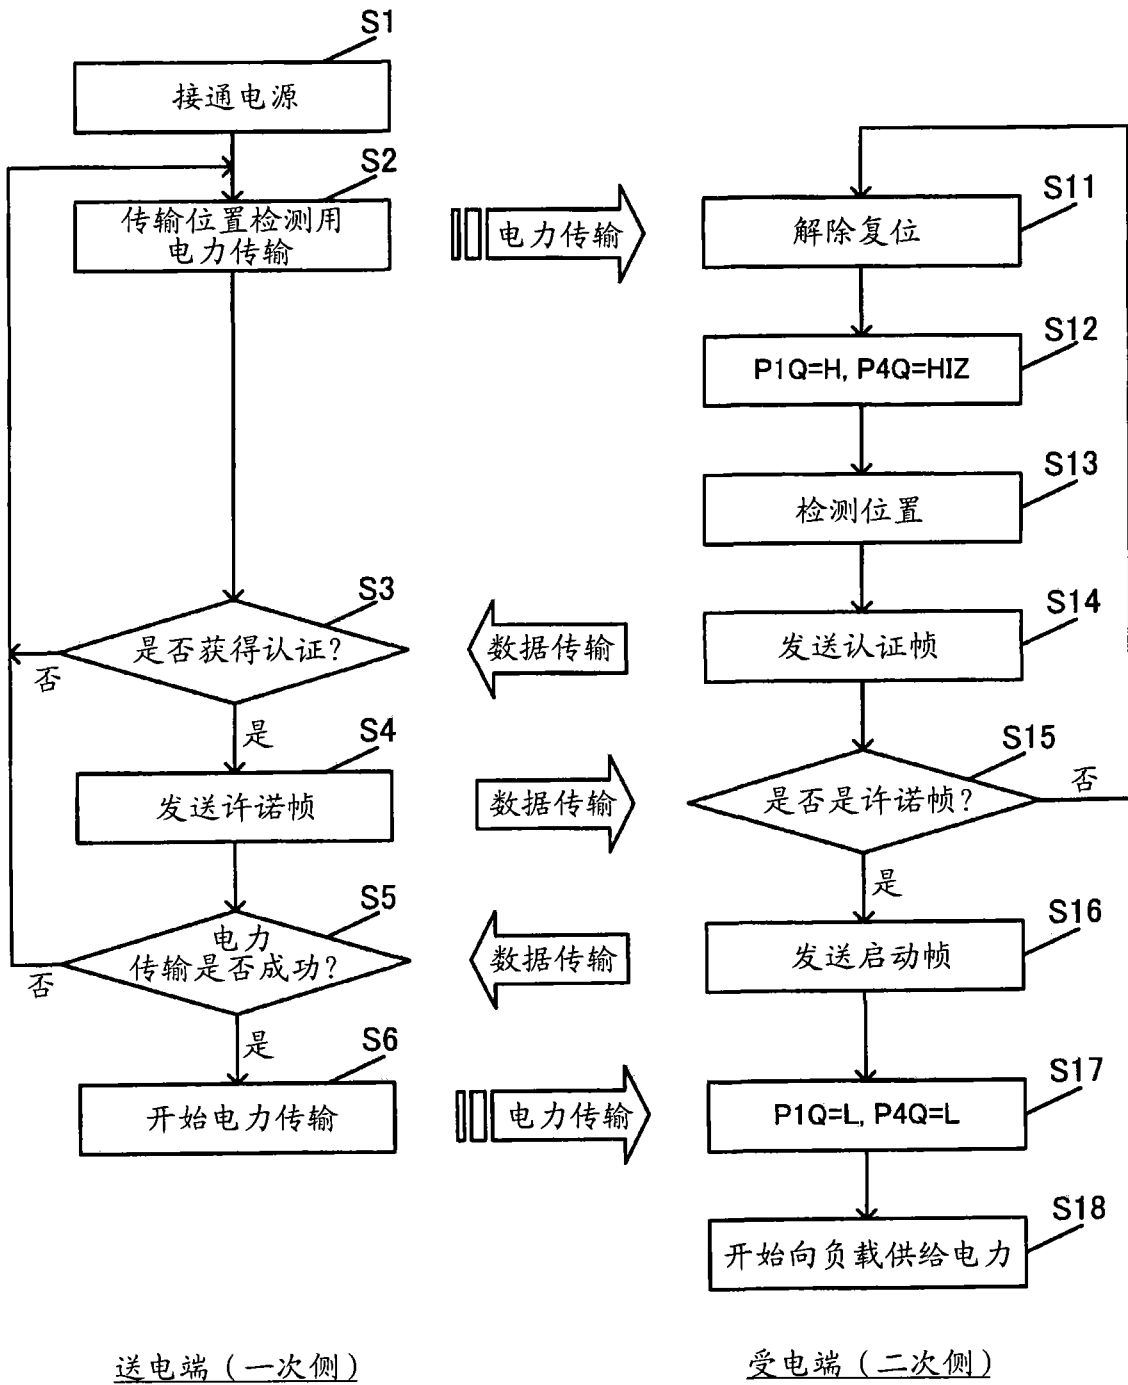 S1
接通电源
S2
传输位置检测用
电力传输
电力传输
S11
解除复位
S12
P1Q=H, P4Q=HIZ
S13
检测位置
S3
是否获得认证?
否
是
数据传输
S14
发送认证帧
S4
发送许诺帧
数据传输
S15
是否是许诺帧?
否
是
S5
电力
传输是否成功?
否
是
数据传输
S16
发送启动帧
S6
开始电力传输
电力传输
S17
P1Q=L, P4Q=L
S18
开始向负载供给电力
送电端(一次侧)
受电端(二次侧)